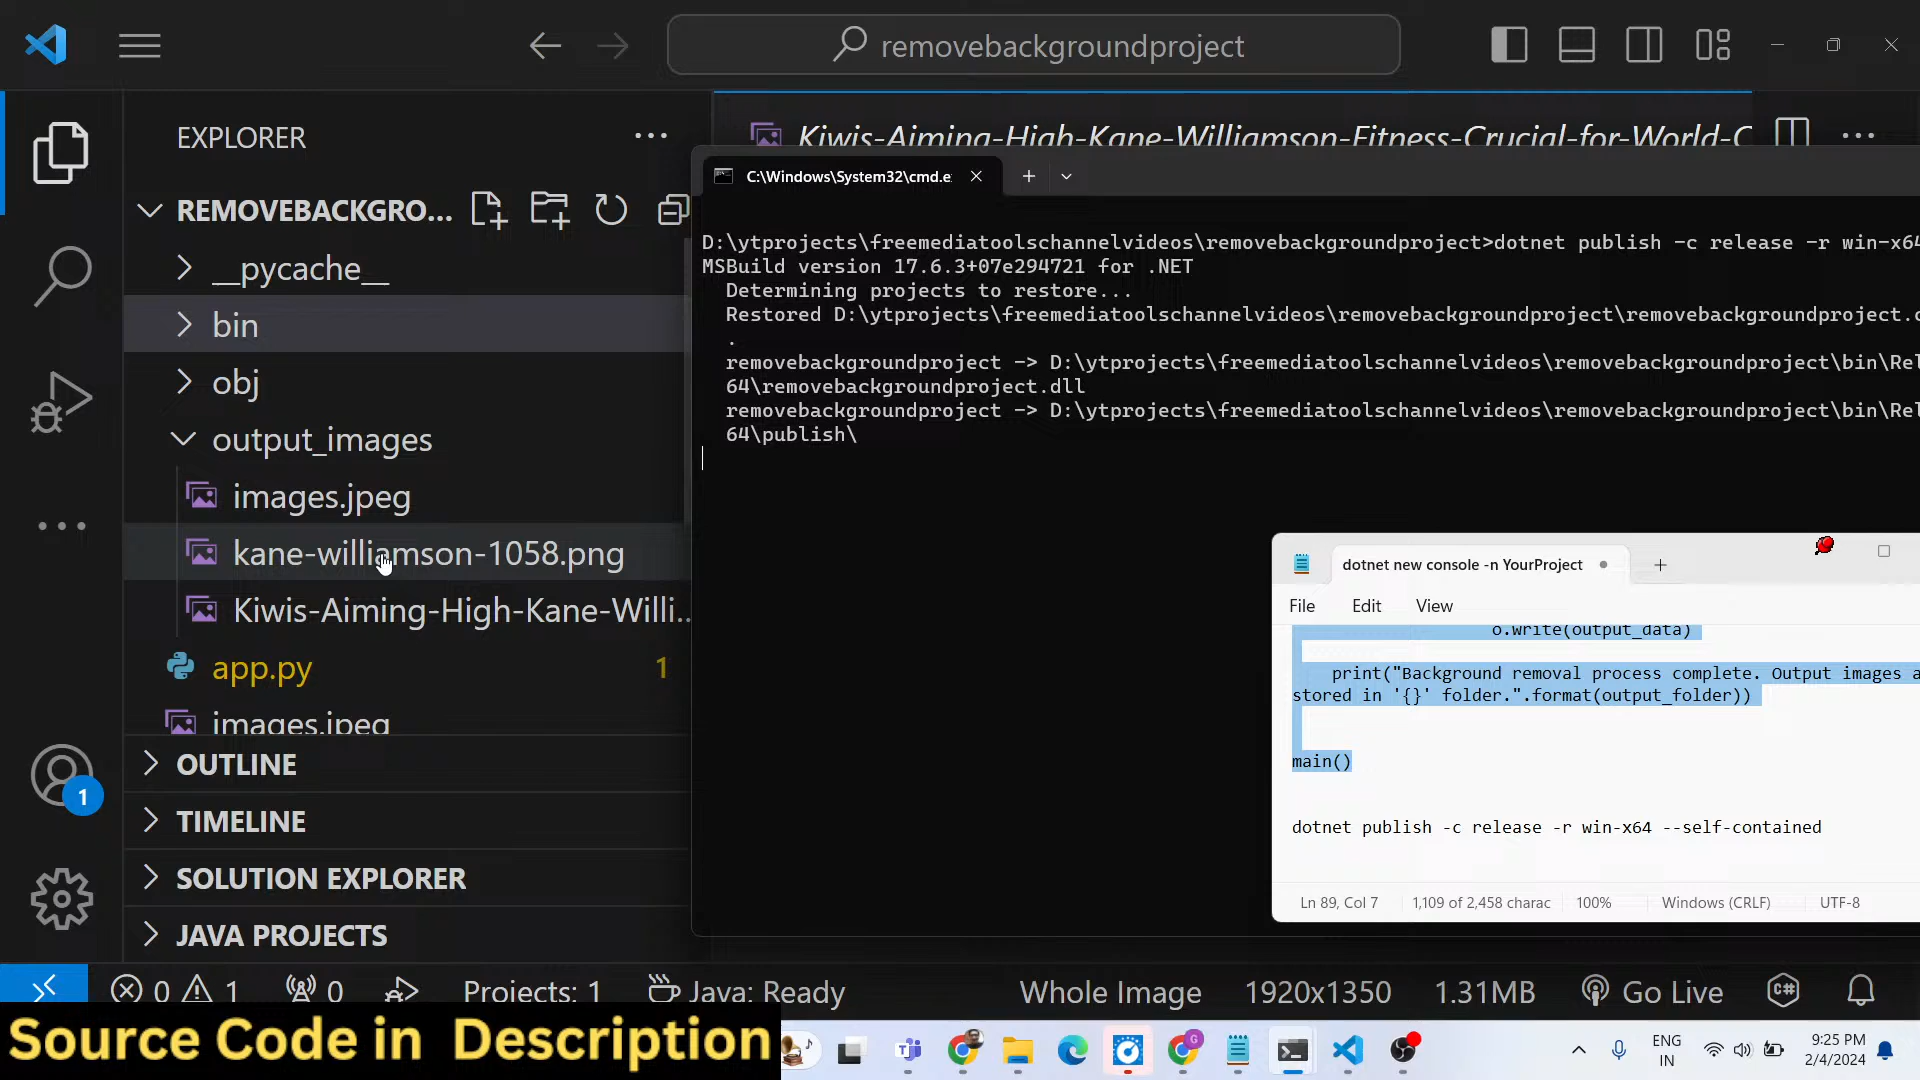 removebackgroundproject
EXPLORER
Kiwis-Aiming-High-Kane-Williamson-Fitness-Crucial-for-World-C
REMOVEBACKGRO...
C:\Windows\System32\cmd.e
__pycache__
D:\ytprojects\freemediatoolschannelvideos\removebackgroundproject>dotnet publish -c release -r win-x64
MSBuild version 17.6.3+07e294721 for .NET
Determining projects to restore...
Restored D:\ytprojects\freemediatoolschannelvideos\removebackgroundproject\removebackgroundproject.c
.
removebackgroundproject -> D:\ytprojects\freemediatoolschannelvideos\removebackgroundproject\bin\Rel
64\removebackgroundproject.dll
removebackgroundproject -> D:\ytprojects\freemediatoolschannelvideos\removebackgroundproject\bin\Rel
64\publish\
bin
obj
output_images
images.jpeg
kane-williamson-1058.png
Kiwis-Aiming-High-Kane-Willi...
app.py 1
images.jpeg
OUTLINE
TIMELINE
SOLUTION EXPLORER
JAVA PROJECTS
1
dotnet new console -n YourProject
File Edit View
o.write(output_data)
print("Background removal process complete. Output images a
stored in '{}' folder.".format(output_folder))
main()
dotnet publish -c release -r win-x64 --self-contained
Ln 89, Col 7 1,109 of 2,458 charac 100% Windows (CRLF) UTF-8
0 1 0 Projects: 1 Java: Ready Whole Image 1920x1350 1.31MB Go Live
Source Code in Description
ENG
IN
9:25 PM
2/4/2024